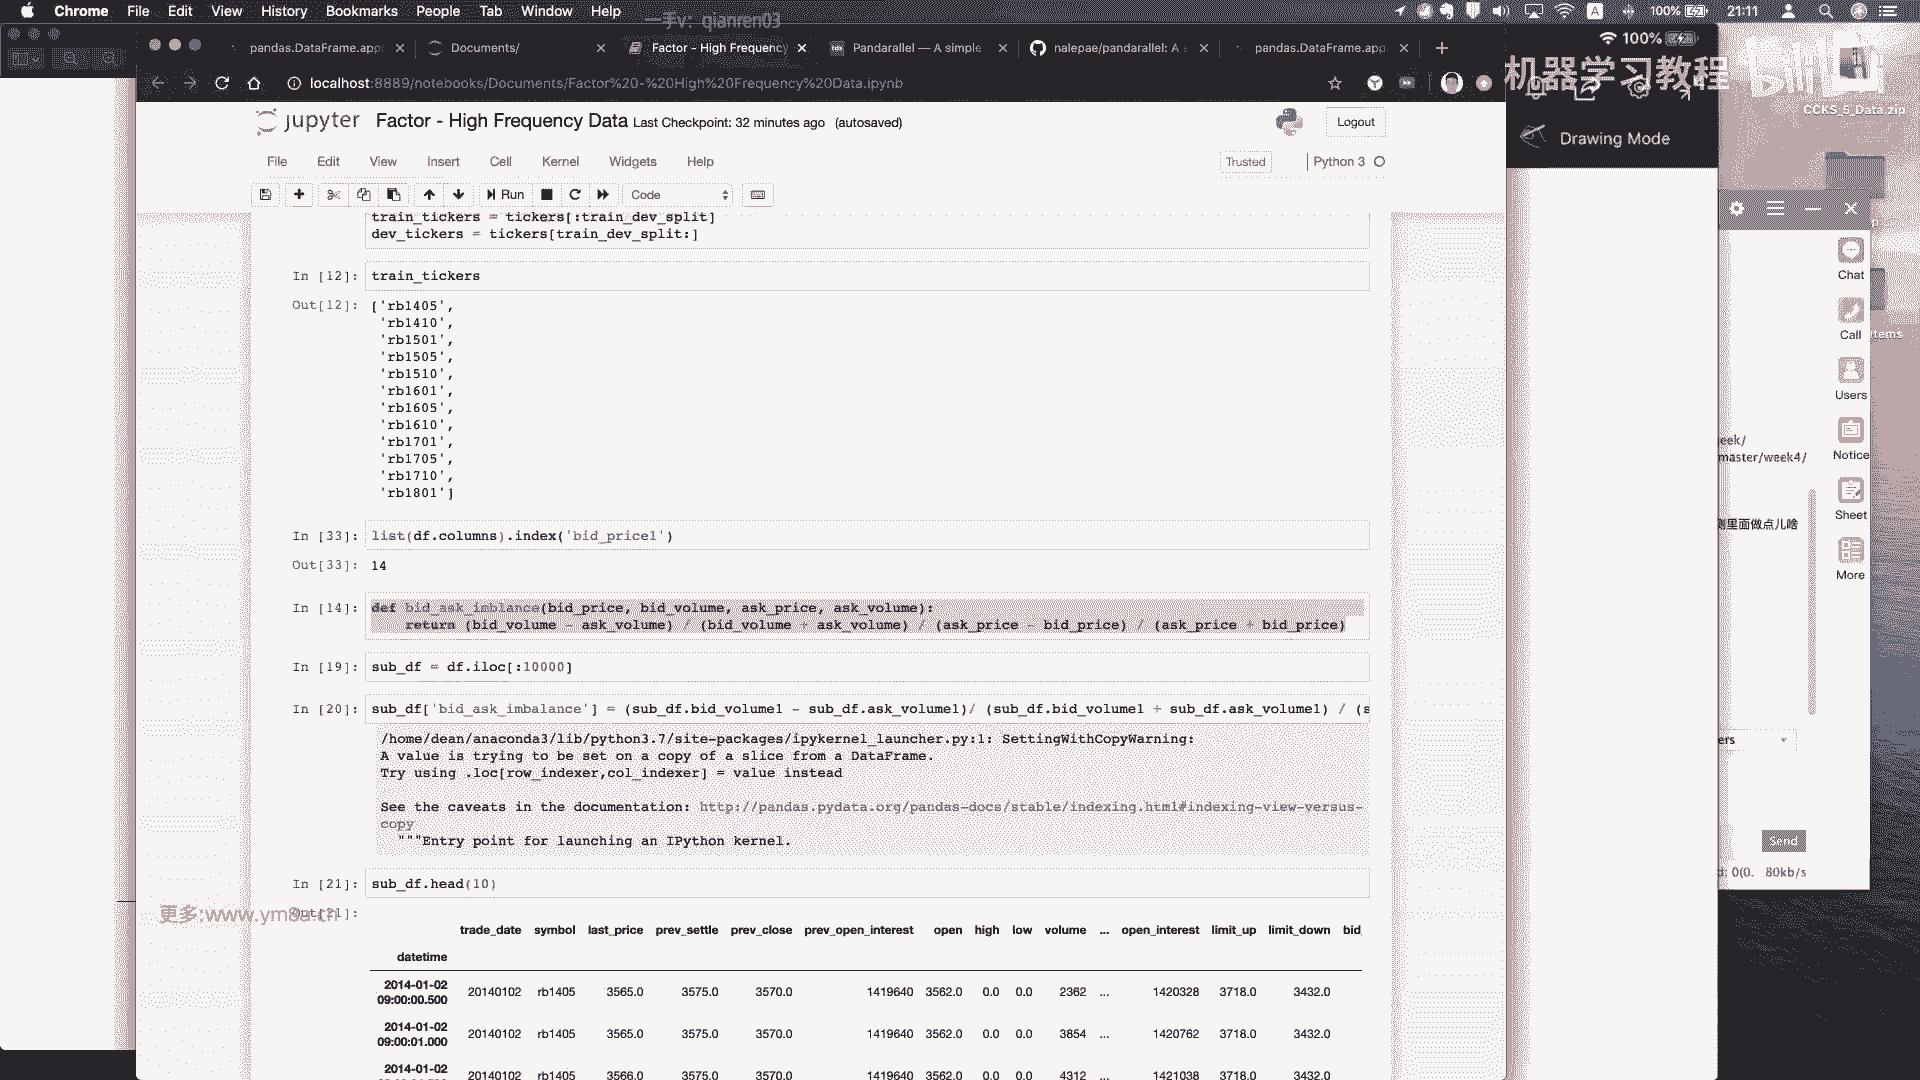 Chrome File Edit View History Bookmarks People Tab Window Help
100% 21:11
一手v：qianren03
pandas.DataFrame.app
Documents/
Factor - High Frequency
Pandarallel — A simple
nalepae/pandarallel: A
pandas.DataFrame.app
100%
localhost:8889/notebooks/Documents/Factor%20-%20High%20Frequency%20Data.ipynb
机器学习教程
bilibili
CCKS_5_Data.zip
Drawing Mode
jupyter Factor - High Frequency Data Last Checkpoint: 32 minutes ago (autosaved)
Logout
File Edit View Insert Cell Kernel Widgets Help
Trusted
Python 3
Run
Code
train_tickers = tickers[:train_dev_split]
dev_tickers = tickers[train_dev_split:]
In [12]: train_tickers
Out[12]: ['rb1405',
'rb1410',
'rb1501',
'rb1505',
'rb1510',
'rb1601',
'rb1605',
'rb1610',
'rb1701',
'rb1705',
'rb1710',
'rb1801']
In [33]: list(df.columns).index('bid_price1')
Out[33]: 14
In [14]: def bid_ask_imblance(bid_price, bid_volume, ask_price, ask_volume):
return (bid_volume - ask_volume) / (bid_volume + ask_volume) / (ask_price - bid_price) / (ask_price + bid_price)
In [19]: sub_df = df.iloc[:10000]
In [20]: sub_df['bid_ask_imbalance'] = (sub_df.bid_volume1 - sub_df.ask_volume1)/ (sub_df.bid_volume1 + sub_df.ask_volume1) / (s
/home/dean/anaconda3/lib/python3.7/site-packages/ipykernel_launcher.py:1: SettingWithCopyWarning:
A value is trying to be set on a copy of a slice from a DataFrame.
Try using .loc[row_indexer,col_indexer] = value instead
See the caveats in the documentation: http://pandas.pydata.org/pandas-docs/stable/indexing.html#indexing-view-versus-
copy
"""Entry point for launching an IPython kernel.
In [21]: sub_df.head(10)
Out[21]:
更多:www.ym8a.cn
trade_date symbol last_price prev_settle prev_close prev_open_interest open high low volume ... open_interest limit_up limit_down bid_
datetime
2014-01-02
09:00:00.500 20140102 rb1405 3565.0 3575.0 3570.0 1419640 3562.0 0.0 0.0 2362 ... 1420328 3718.0 3432.0
2014-01-02
09:00:01.000 20140102 rb1405 3565.0 3575.0 3570.0 1419640 3562.0 0.0 0.0 3854 ... 1420762 3718.0 3432.0
2014-01-02
20140102 rb1405 3566.0 3575.0 3570.0 1419640 3562.0 0.0 0.0 4312 ... 1421038 3718.0 3432.0
Chat
Call
Users
Notice
Sheet
More
items
eek/
master/week4/
测里面做点儿啥
ers
Send
d: 0(0. 80kb/s